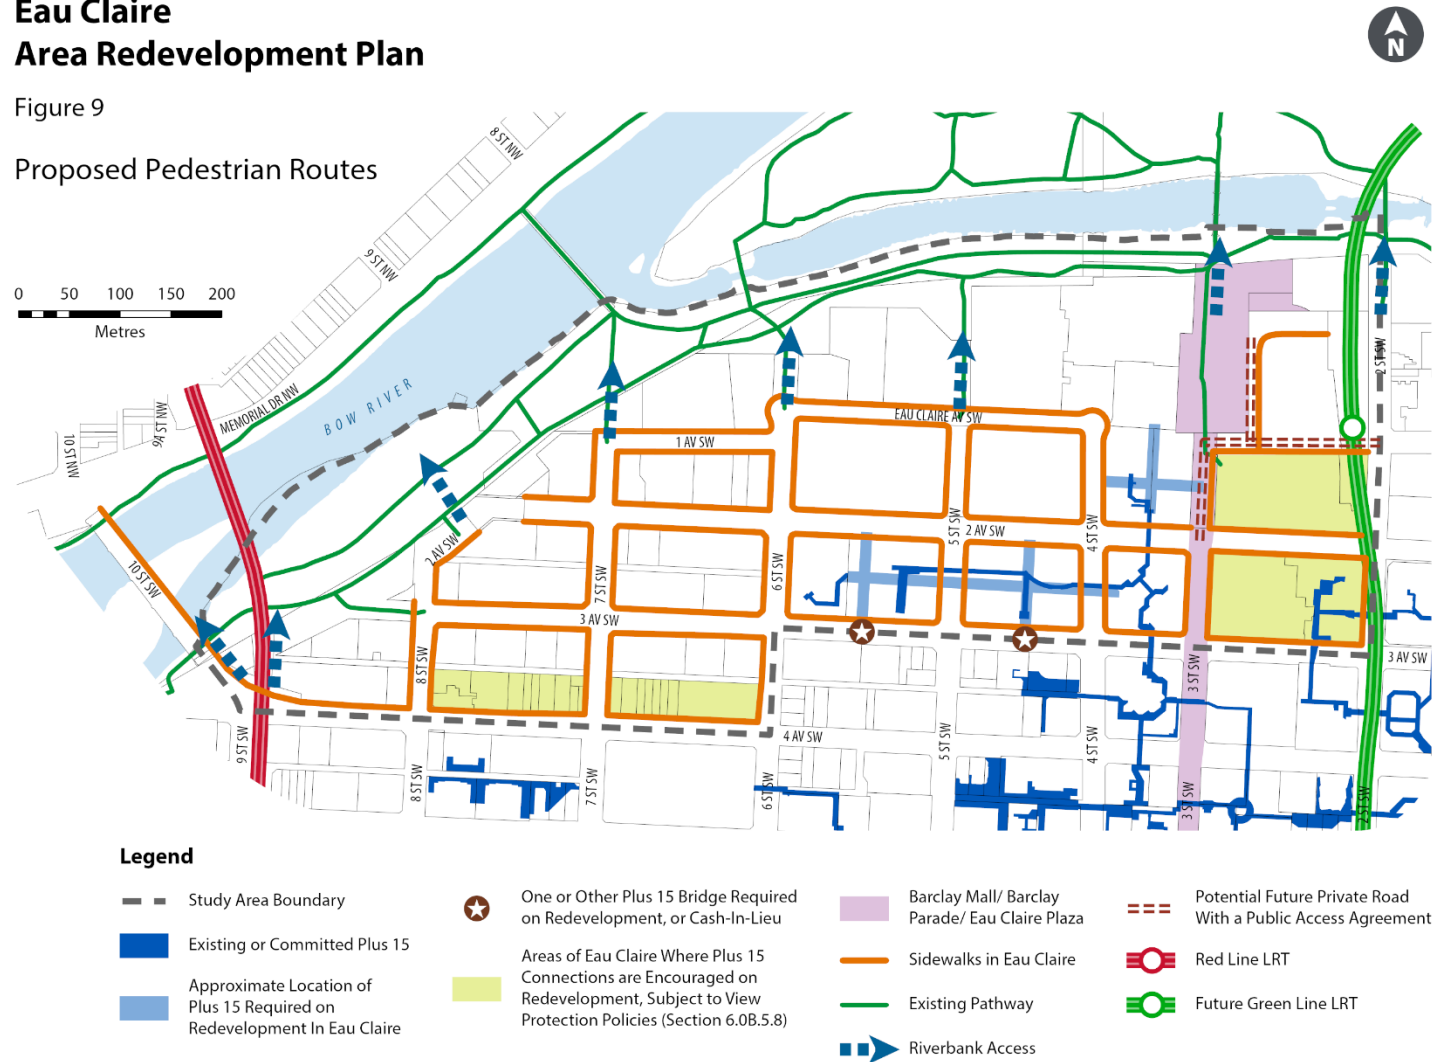 Eau Claire
Area Redevelopment Plan
N
Figure 9
Proposed Pedestrian Routes
8 ST NW
9 ST NW
0 50 100 150 200
Metres
MEMORIAL DR NW
9A ST NW
10 ST NW
BOW RIVER
2 ST SW
EAU CLAIRE AV SW
1 AV SW
5 ST SW
2 AV SW
4 ST SW
2 AV SW
10 ST SW
7 ST SW
6 ST SW
3 AV SW
8 ST SW
3 ST SW
3 AV SW
9 ST SW
4 AV SW
5 ST SW
4 ST SW
8 ST SW
7 ST SW
6 ST SW
3 ST SW
2 ST SW
Legend
Study Area Boundary
Existing or Committed Plus 15
Approximate Location of
Plus 15 Required on
Redevelopment In Eau Claire
One or Other Plus 15 Bridge Required
on Redevelopment, or Cash-In-Lieu
Areas of Eau Claire Where Plus 15
Connections are Encouraged on
Redevelopment, Subject to View
Protection Policies (Section 6.0B.5.8)
Barclay Mall/ Barclay
Parade/ Eau Claire Plaza
Sidewalks in Eau Claire
Existing Pathway
Riverbank Access
Potential Future Private Road
With a Public Access Agreement
Red Line LRT
Future Green Line LRT